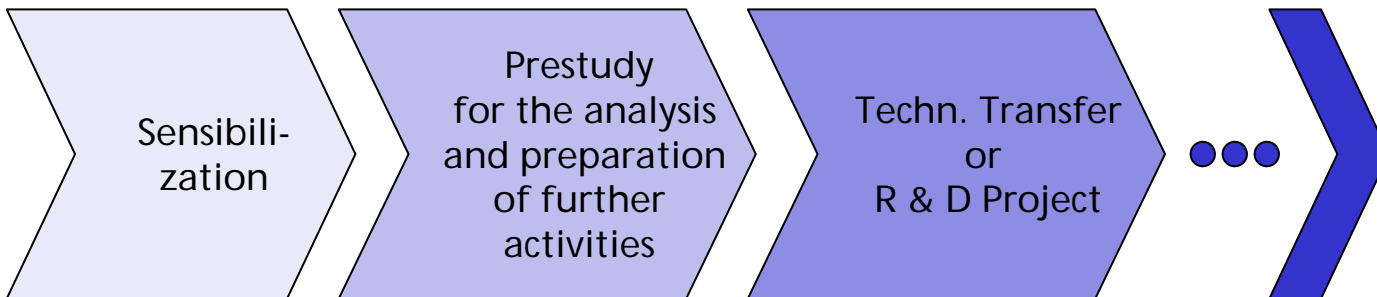 Sensibili-
zation
Prestudy
for the analysis
and preparation
of further
activities
Techn. Transfer
or
R & D Project